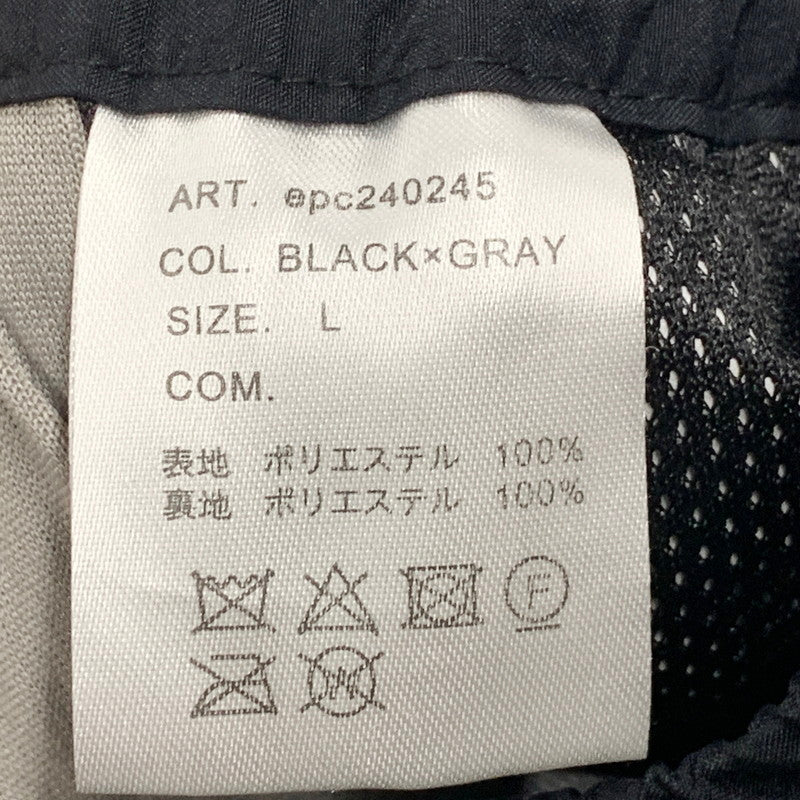 ART. epc240245
COL. BLACK×GRAY
SIZE. L
COM.
表地 ポリエステル 100%
裏地 ポリエステル 100%
F
W